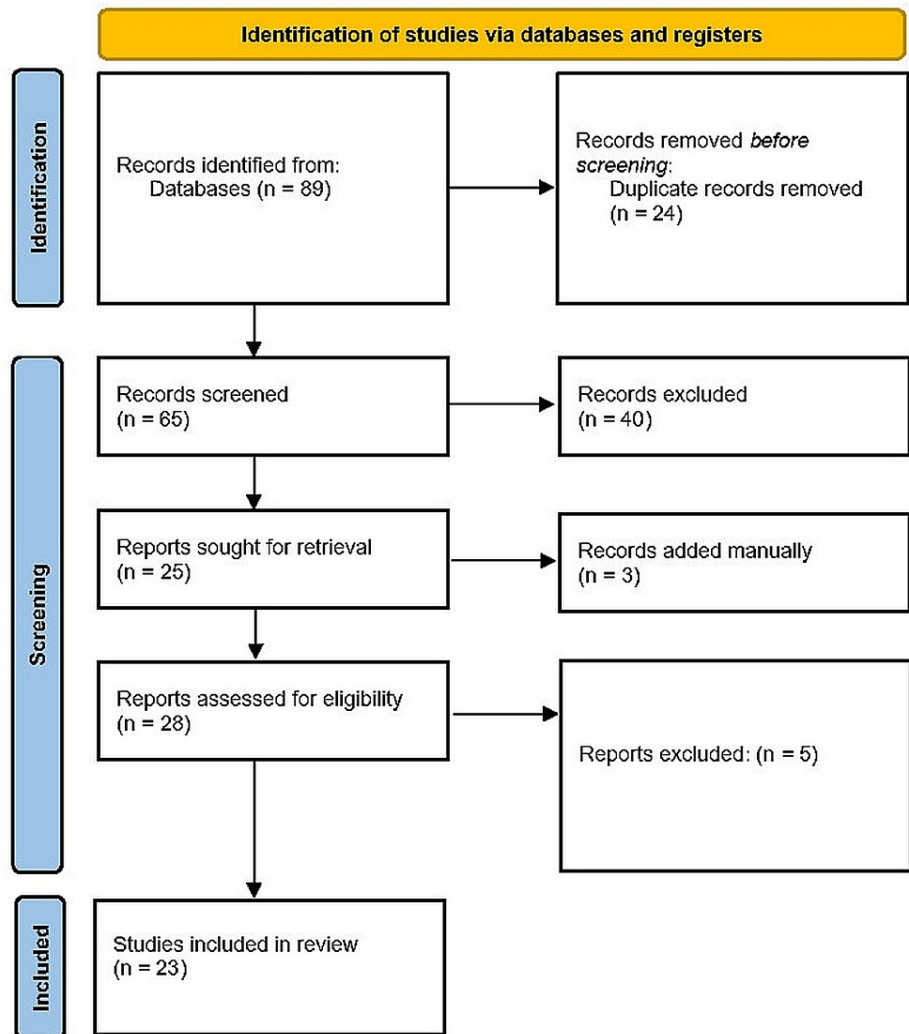 Identification of studies via databases and registers
Identification
Records identified from:
Databases (n = 89)
Records removed before
screening:
Duplicate records removed
(n = 24)
Screening
Records screened
(n = 65)
Records excluded
(n = 40)
Reports sought for retrieval
(n = 25)
Records added manually
(n = 3)
Reports assessed for eligibility
(n = 28)
Reports excluded: (n = 5)
Included
Studies included in review
(n = 23)